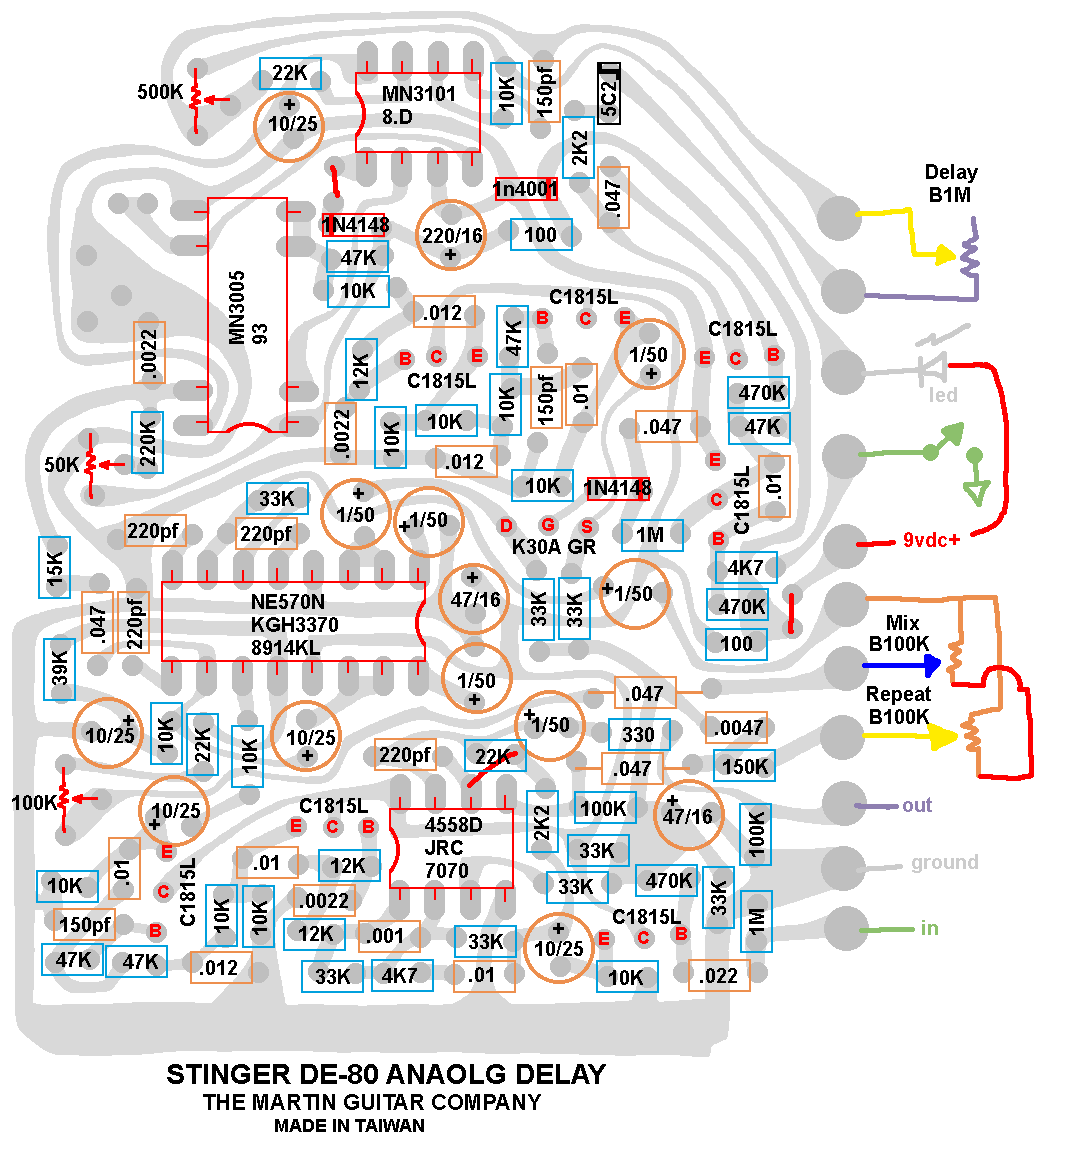 22K
500K
10/25
MN3101
8.D
10K
150pf
5C2
2K2
1n4001
.047
Delay
B1M
1N4148
220/16
100
47K
10K
MN3005
93
.012
47K
C1815L
B C E
1/50
C1815L
E C B
.0022
12K
B C E
C1815L
150pf
.01
470K
10K
10K
led
220K
50K
.0022
10K
.012
.047
47K
10K
1N4148
E
C
B
C1815L
.01
33K
1/50
1/50
220pf
220pf
D G S
K30A GR
1M
9vdc+
15K
4K7
NE570N
KGH3370
8914KL
47/16
33K
33K
1/50
470K
100
.047
220pf
Mix
B100K
39K
1/50
.047
Repeat
B100K
10/25
10K
22K
10K
10/25
1/50
330
.0047
220pf
22K
.047
150K
100K
10/25
C1815L
E C B
4558D
JRC
7070
2K2
100K
47/16
100K
out
E
C
B
C1815L
.01
.01
12K
33K
33K
470K
33K
1M
ground
10K
150pf
10K
10K
.0022
12K
.001
33K
10/25
C1815L
E C B
in
47K
47K
.012
33K
4K7
.01
10K
.022
STINGER DE-80 ANAOLG DELAY
THE MARTIN GUITAR COMPANY
MADE IN TAIWAN